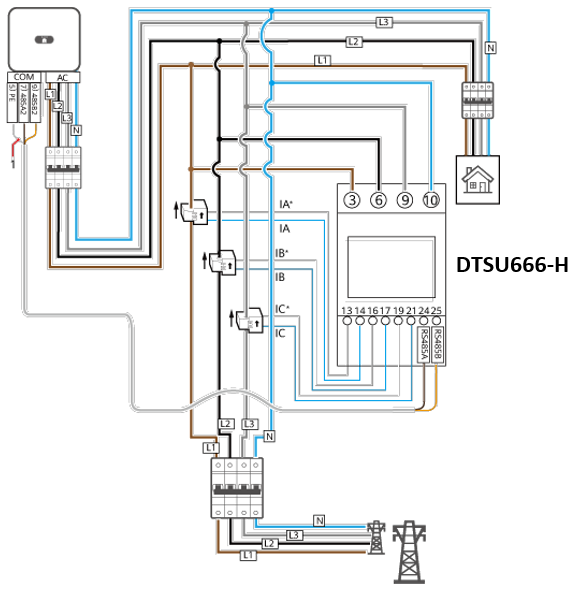 L3
L2
N
L1
COM
AC
5/ PE
7/ 485A2
9/ 485B2
L1
L2
L3
N
3
6
9
10
IA*
IA
IB*
IB
DTSU666-H
IC*
IC
13 14 16 17 19 21 24 25
RS485A
RS485B
1
L2
L3
N
L1
N
L3
L2
L1